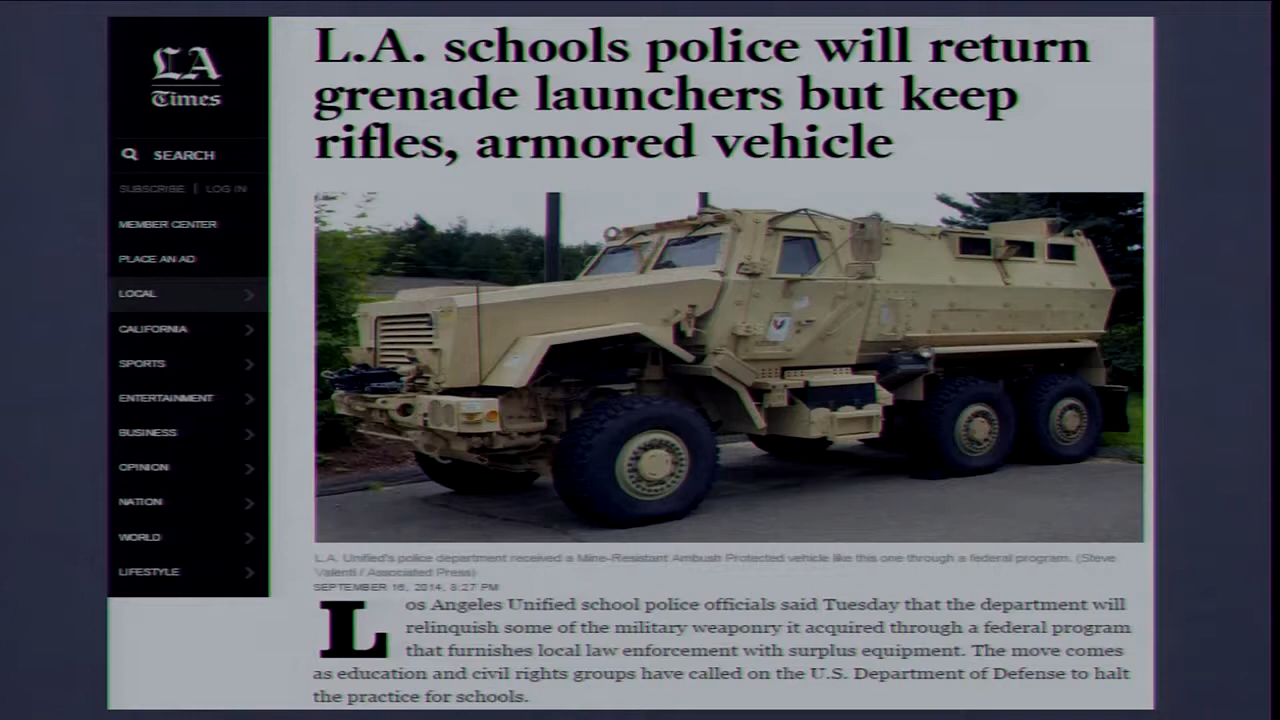 LA
Times
SEARCH
SUBSCRIBE | LOG IN
MEMBER CENTER
PLACE AN AD
LOCAL
CALIFORNIA
SPORTS
ENTERTAINMENT
BUSINESS
OPINION
NATION
WORLD
LIFESTYLE
L.A. schools police will return
grenade launchers but keep
rifles, armored vehicle
L.A. Unified's police department received a Mine-Resistant Ambush Protected vehicle like this one through a federal program. (Steve
Valenti / Associated Press)
SEPTEMBER 16, 2014, 8:27 PM
Los Angeles Unified school police officials said Tuesday that the department will
relinquish some of the military weaponry it acquired through a federal program
that furnishes local law enforcement with surplus equipment. The move comes
as education and civil rights groups have called on the U.S. Department of Defense to halt
the practice for schools.